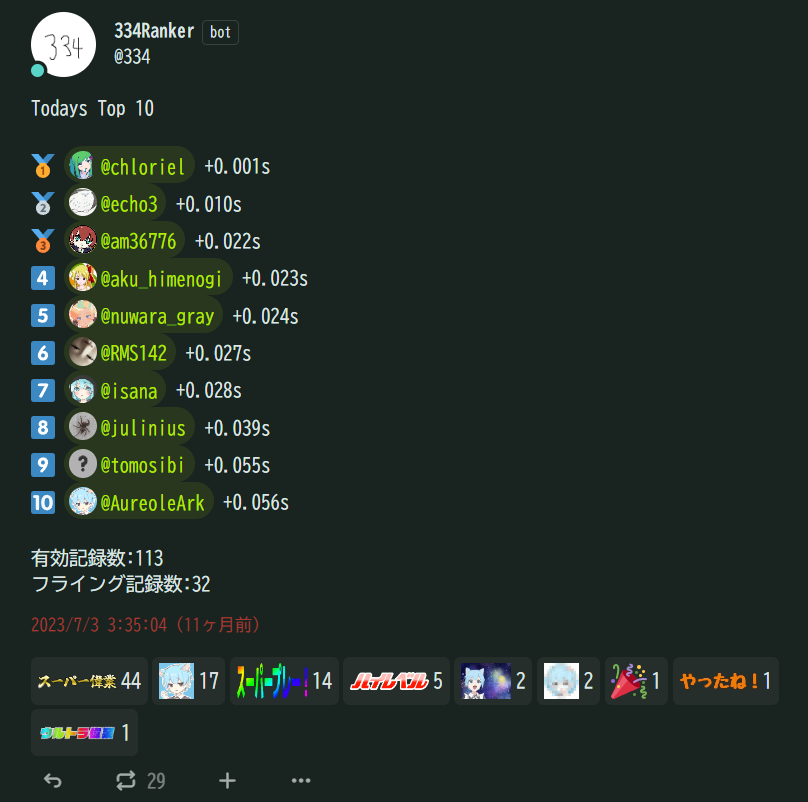 334
334Ranker bot
@334
Todays Top 10
1 @chloriel +0.001s
2 @echo3 +0.010s
3 @am36776 +0.022s
4 @aku_himenogi +0.023s
5 @nuwara_gray +0.024s
6 @RMS142 +0.027s
7 @isana +0.028s
8 @julinius +0.039s
9 ? @tomosibi +0.055s
10 @AureoleArk +0.056s
有効記録数:113
フライング記録数:32
2023/7/3 3:35:04 (11ヶ月前)
スーパー偉業 44 17 スーパープレー! 14 ハイレベル 5 2 2 1 やったね! 1
ウルトラ 1
29